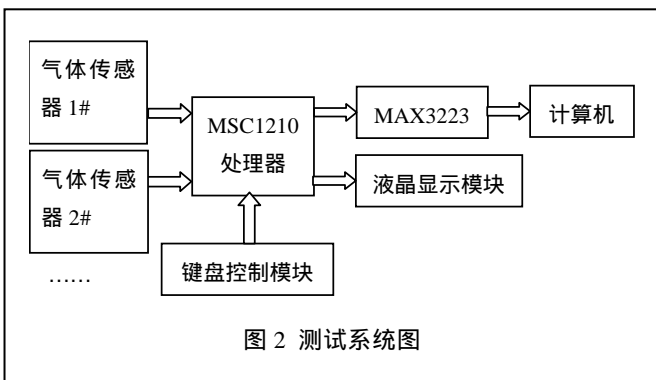 气体传感
器 1#
MSC1210
处理器
MAX3223
计算机
气体传感
器 2#
液晶显示模块
……
键盘控制模块
图 2 测试系统图